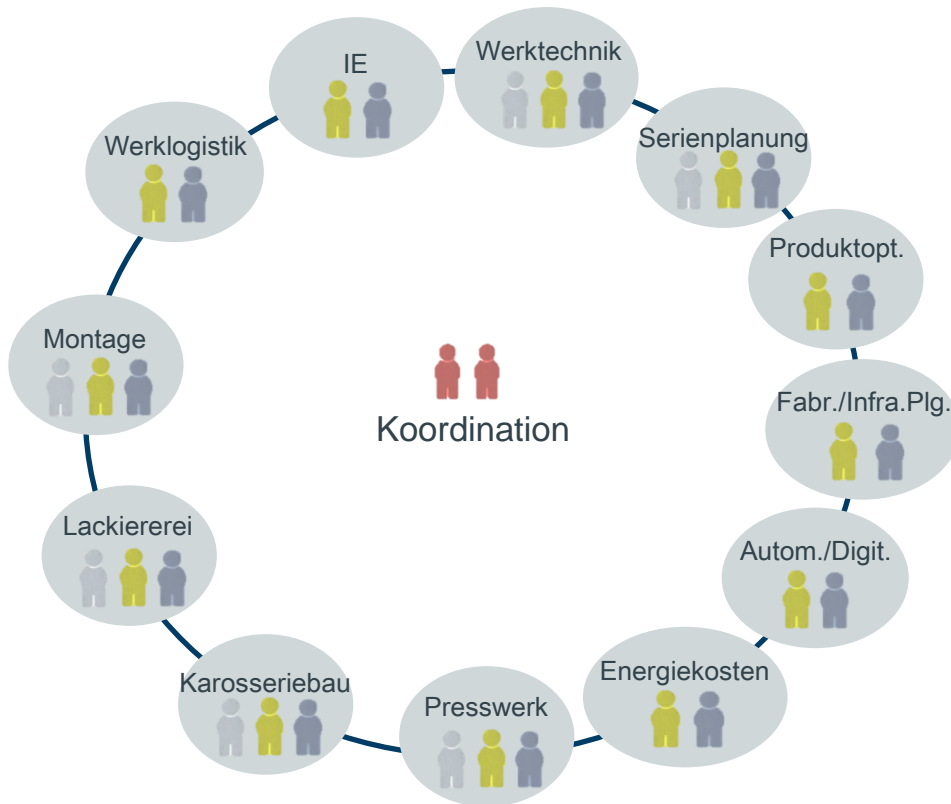 IE
Werktechnik
Serienplanung
Produktopt.
Fabr./Infra.Plg.
Autom./Digit.
Energiekosten
Presswerk
Karosseriebau
Lackiererei
Montage
Werklogistik
Koordination